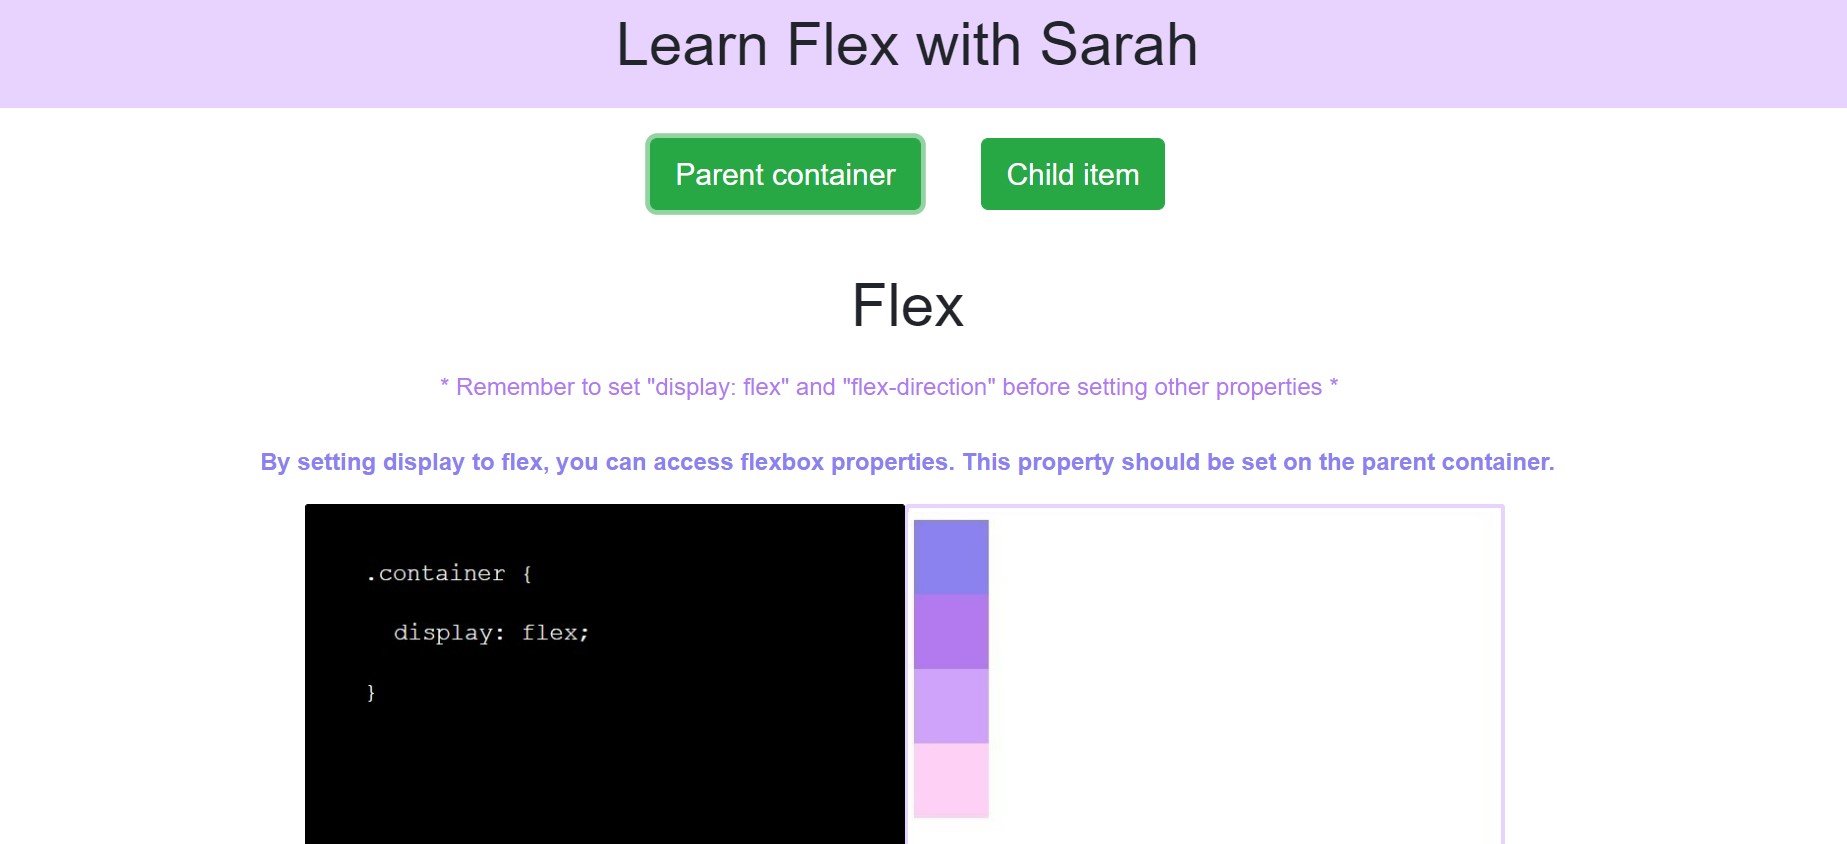 Learn Flex with Sarah
Parent container
Child item
Flex
* Remember to set "display: flex" and "flex-direction" before setting other properties *
By setting display to flex, you can access flexbox properties. This property should be set on the parent container.
.container {
display: flex;
}